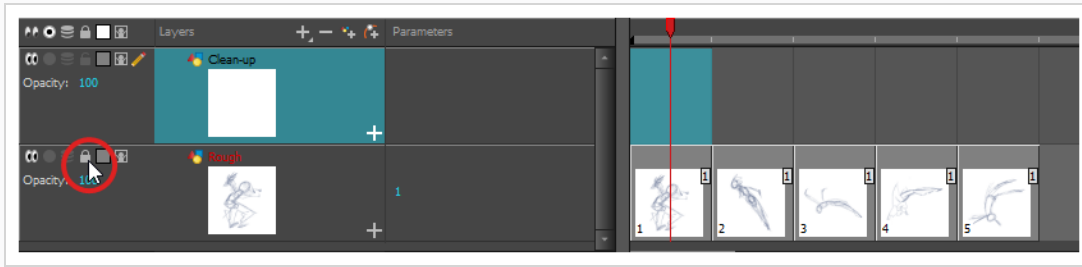 Layers Parameters
Clean-up
Opacity: 100
Rough
Opacity: 100
1
1 1 1 1 1
1 2 3 4 5